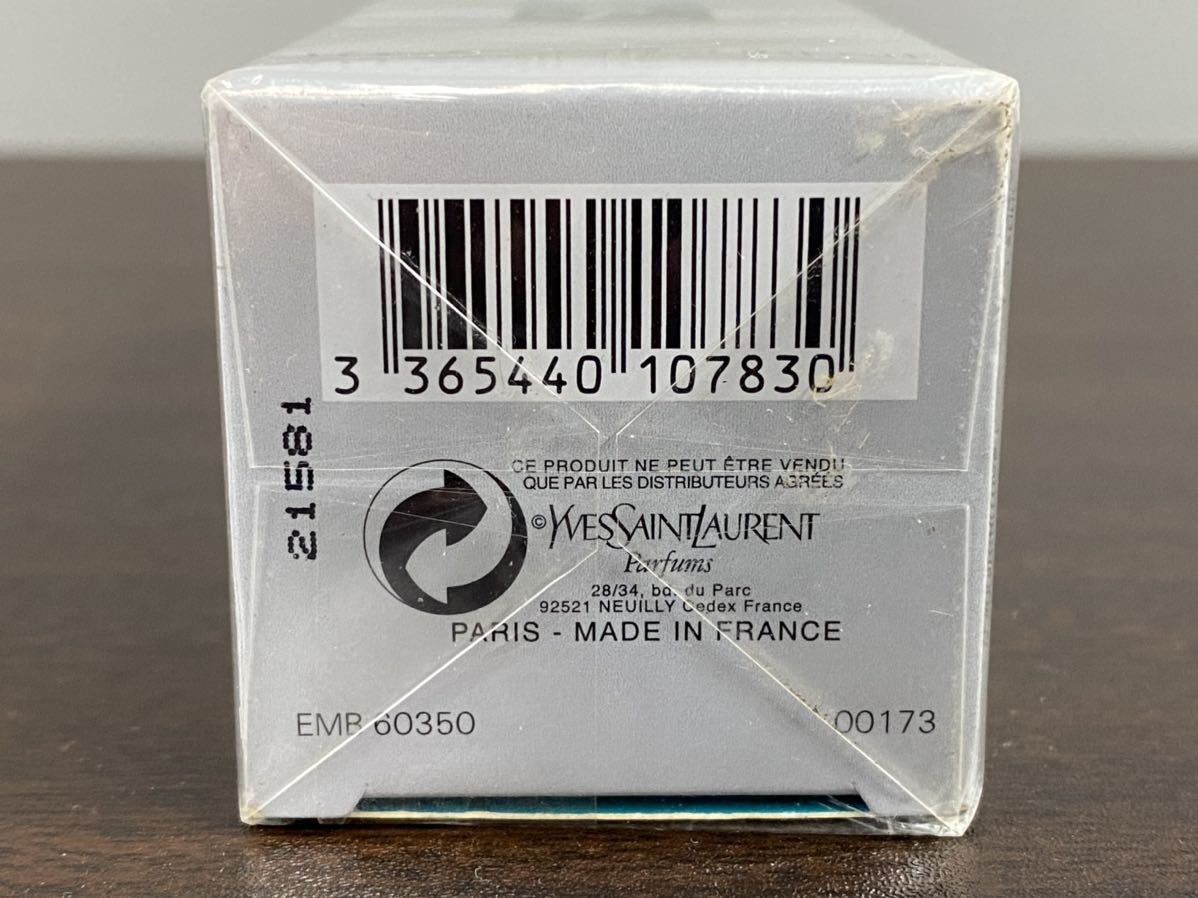 3 365440 107830
21581
CE PRODUIT NE PEUT ÊTRE VENDU
QUE PAR LES DISTRIBUTEURS AGRÉÉS
©YVESSAINTLAURENT
Parfums
28/34, bd. du Parc
92521 NEUILLY Cedex France
PARIS - MADE IN FRANCE
EMB 60350
00173